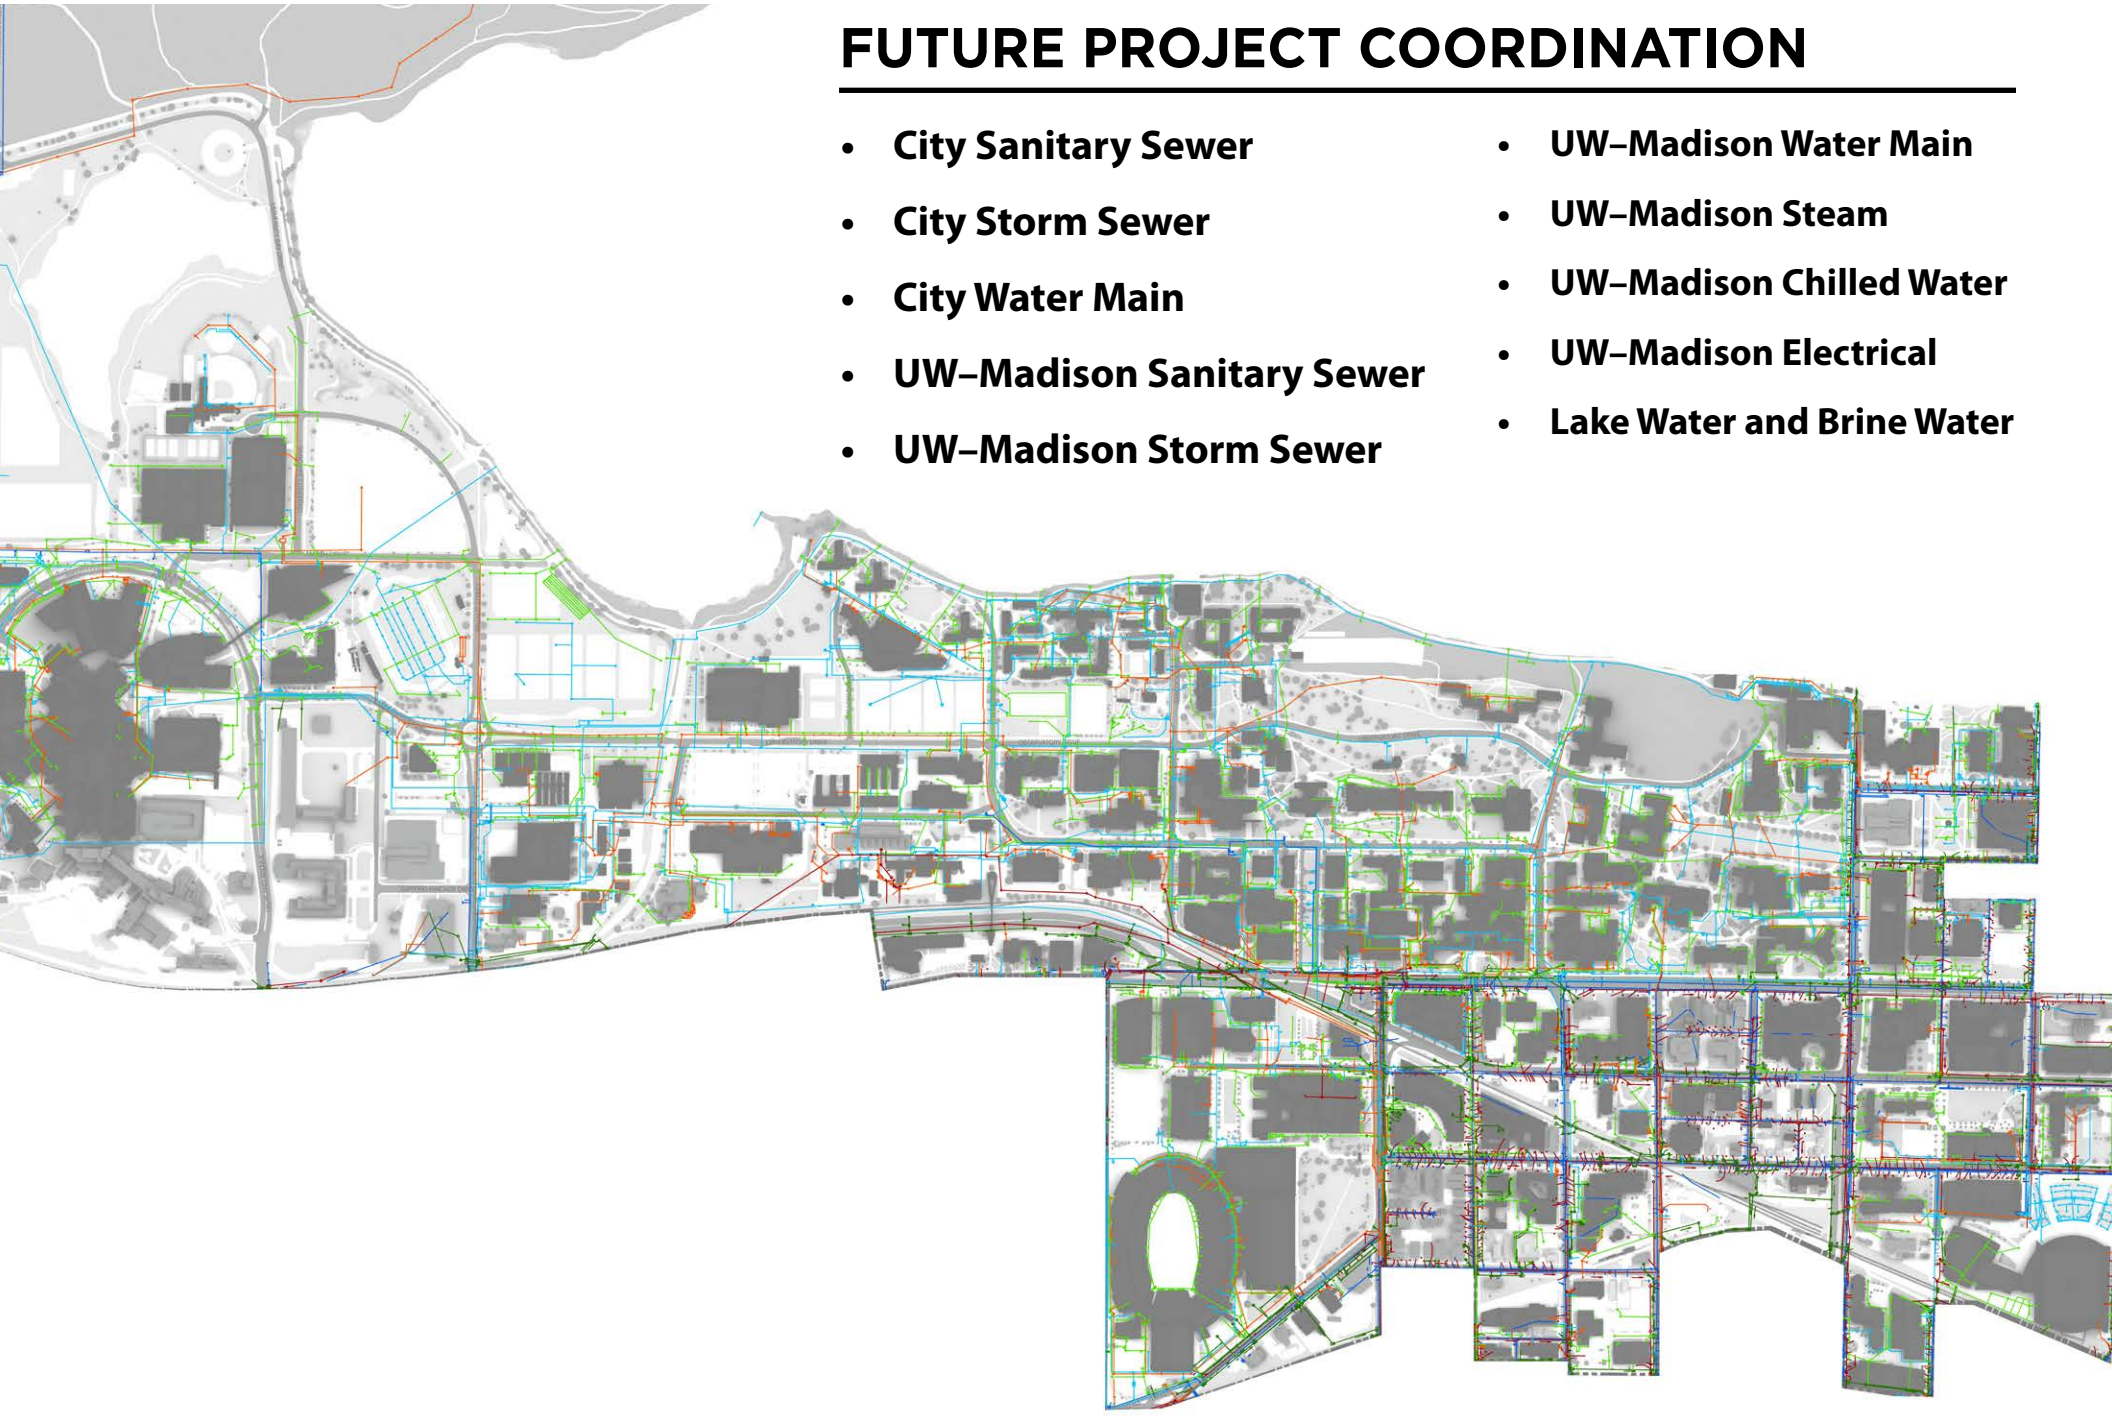 FUTURE PROJECT COORDINATION
• City Sanitary Sewer
• City Storm Sewer
• City Water Main
• UW–Madison Sanitary Sewer
• UW–Madison Storm Sewer
• UW–Madison Water Main
• UW–Madison Steam
• UW–Madison Chilled Water
• UW–Madison Electrical
• Lake Water and Brine Water
OBSERVATORY DRIVE